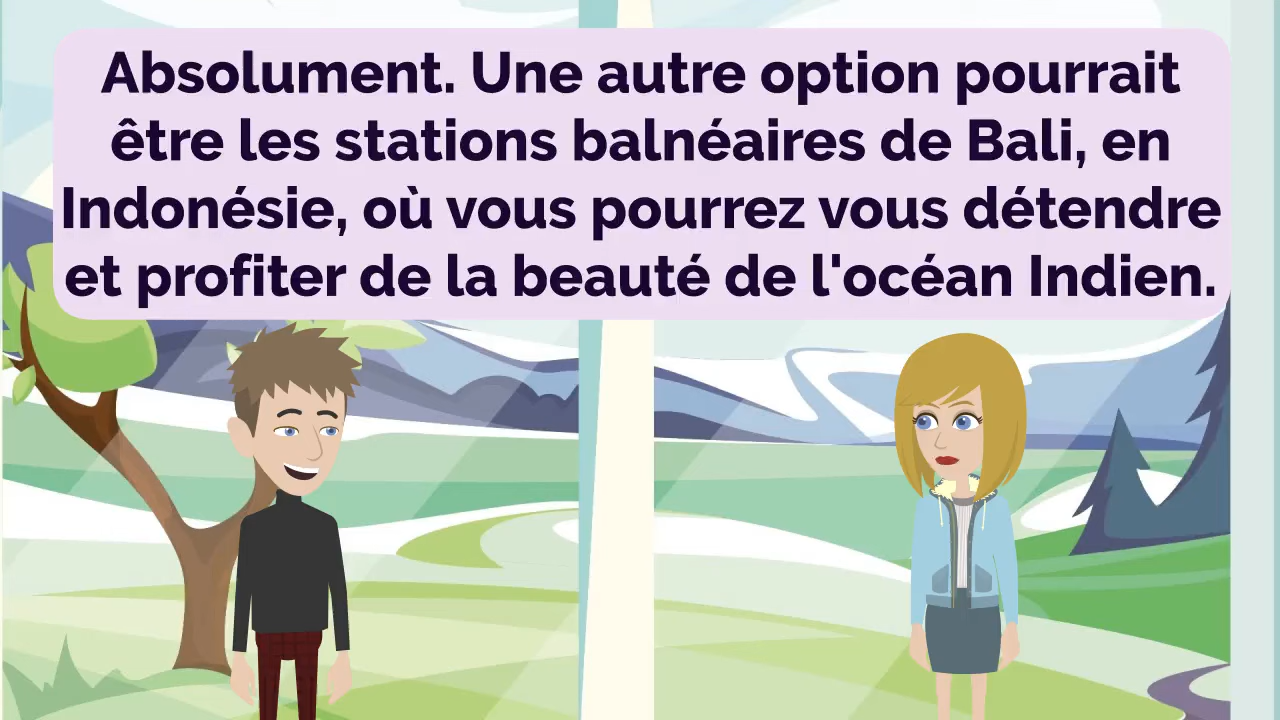 Absolument. Une autre option pourrait
être les stations balnéaires de Bali, en
Indonésie, où vous pourrez vous détendre
et profiter de la beauté de l'océan Indien.